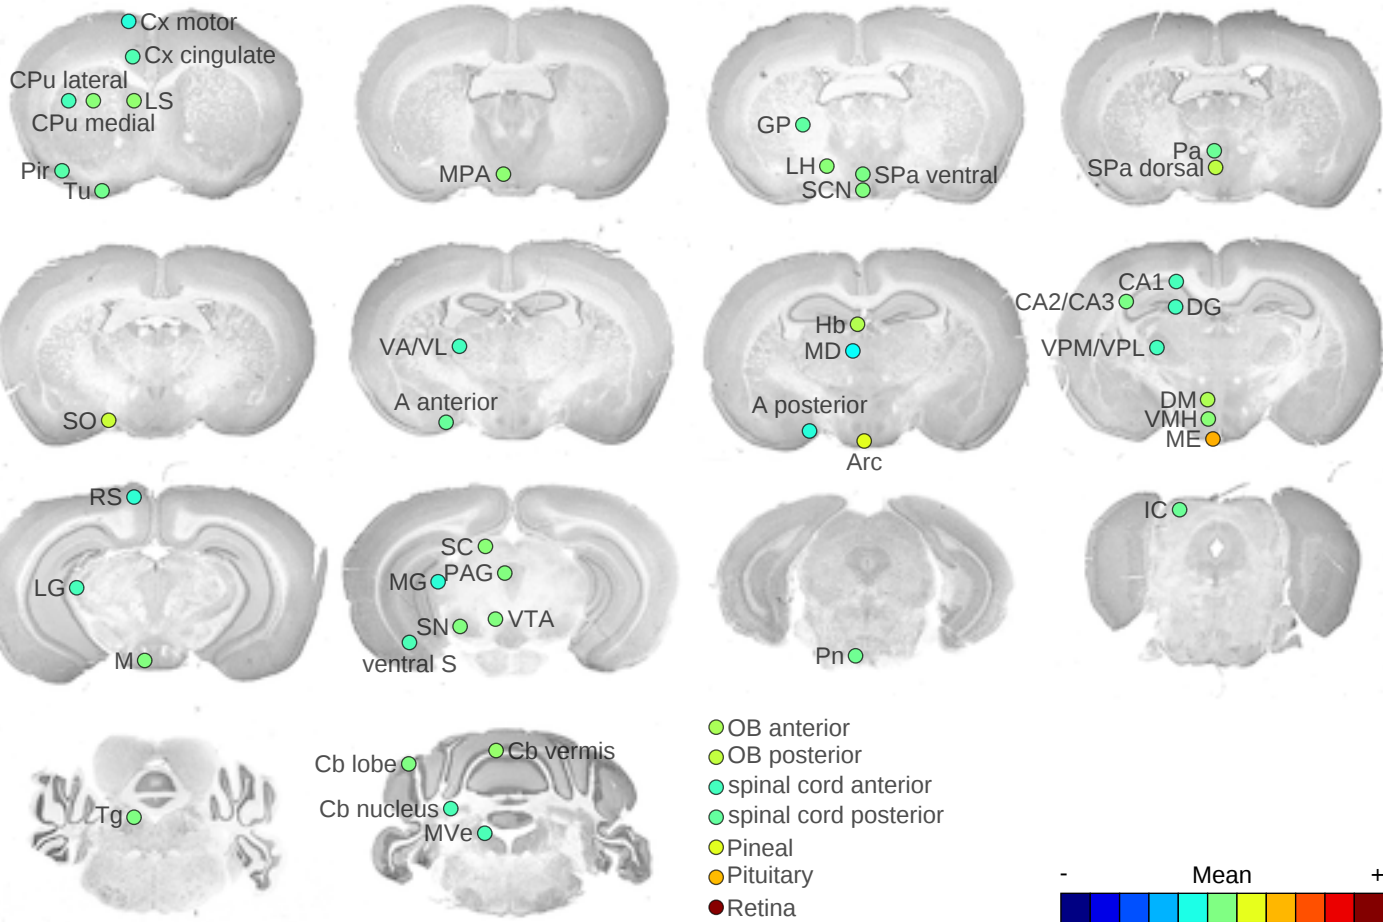 Cx motor
Cx cingulate
CPu lateral
LS
CPu medial
Pir
Tu
MPA
GP
LH
SPa ventral
SCN
Pa
SPa dorsal
SO
VA/VL
A anterior
Hb
MD
A posterior
Arc
CA1
CA2/CA3
DG
VPM/VPL
DM
VMH
ME
RS
LG
M
SC
PAG
MG
VTA
SN
ventral S
Pn
IC
Tg
Cb vermis
Cb lobe
Cb nucleus
MVe
OB anterior
OB posterior
spinal cord anterior
spinal cord posterior
Pineal
Pituitary
Retina
- Mean +